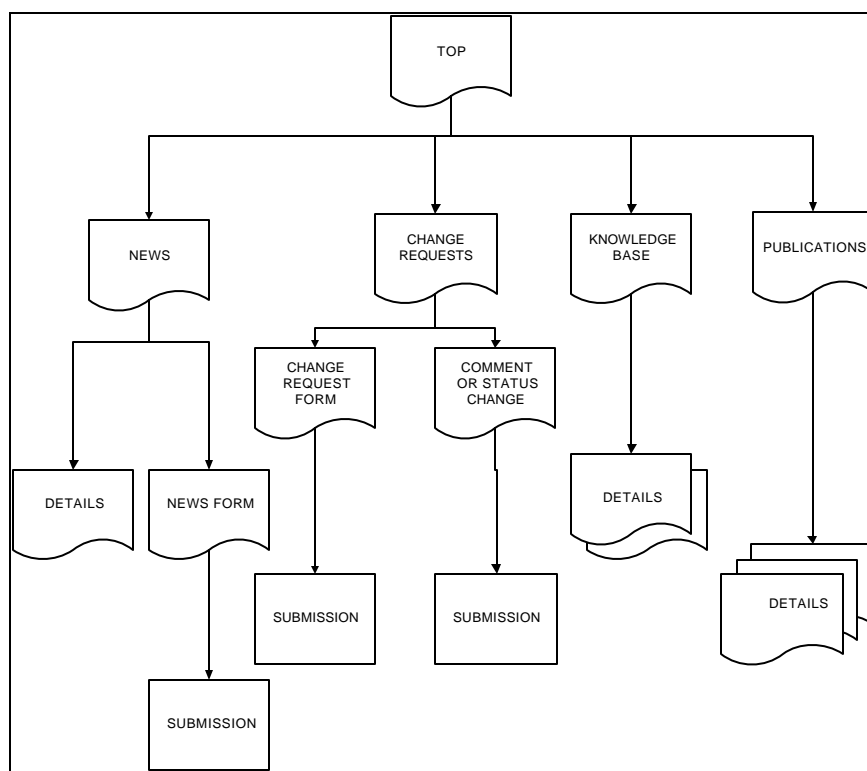 TOP
NEWS
CHANGE
REQUESTS
KNOWLEDGE
BASE
PUBLICATIONS
CHANGE
REQUEST
FORM
COMMENT
OR STATUS
CHANGE
DETAILS
NEWS FORM
DETAILS
SUBMISSION
SUBMISSION
DETAILS
SUBMISSION